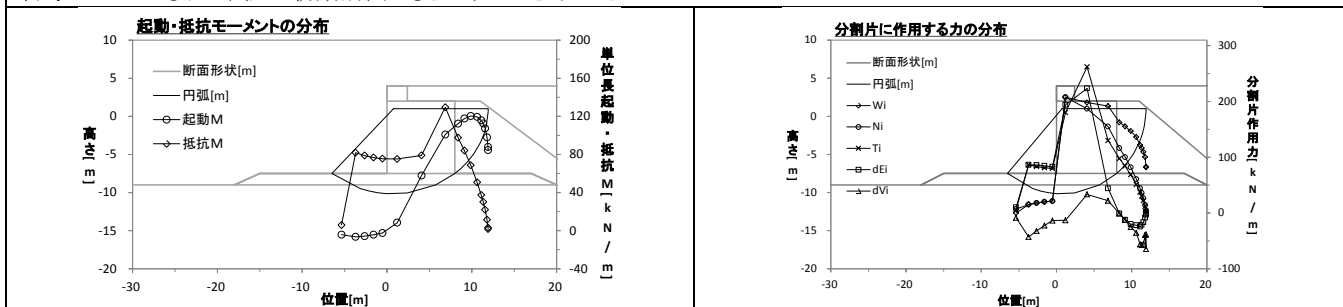 起動・抵抗モーメントの分布
10
5
0
-5
-10
-15
-20
高さ[m]
断面形状[m]
円弧[m]
起動M
抵抗M
200
160
120
80
40
0
-40
単位長起動・抵抗M[kN/m]
-30
-20
-10
0
10
20
位置[m]
分割片に作用する力の分布
10
5
0
-5
-10
-15
-20
高さ[m]
断面形状[m]
円弧[m]
Wi
Ni
Ti
dEi
dVi
300
200
100
0
-100
分割片作用力[kN/m]
-30
-20
-10
0
10
20
位置[m]